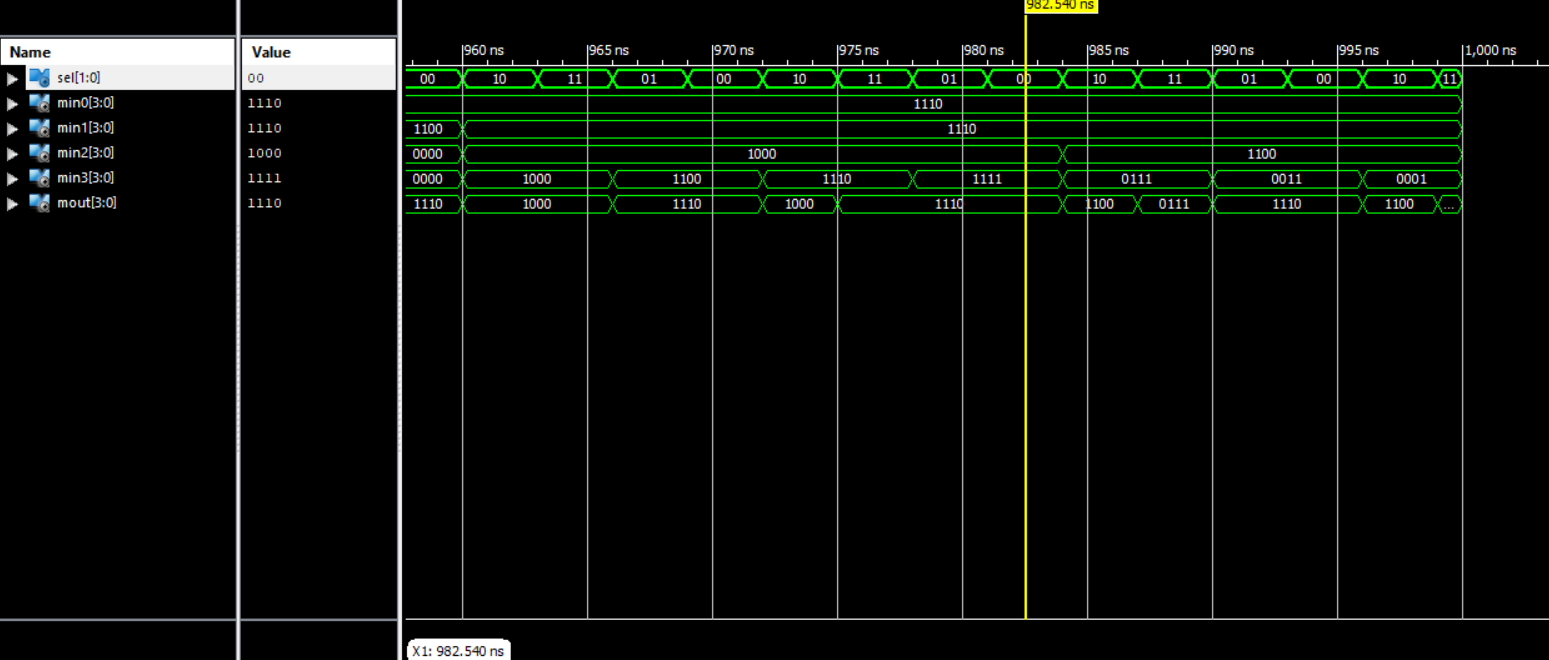 982.540 ns
Name Value 960 ns 965 ns 970 ns 975 ns 980 ns 985 ns 990 ns 995 ns 1,000 ns
sel[1:0] 00 00 10 11 01 00 10 11 01 00 10 11 01 00 10 11
min0[3:0] 1110 1110
min1[3:0] 1110 1100 1110
min2[3:0] 1000 0000 1000 1100
min3[3:0] 1111 0000 1000 1100 1110 1111 0111 0011 0001
mout[3:0] 1110 1110 1000 1110 1000 1110 1100 0111 1110 1100 ...
X1: 982.540 ns